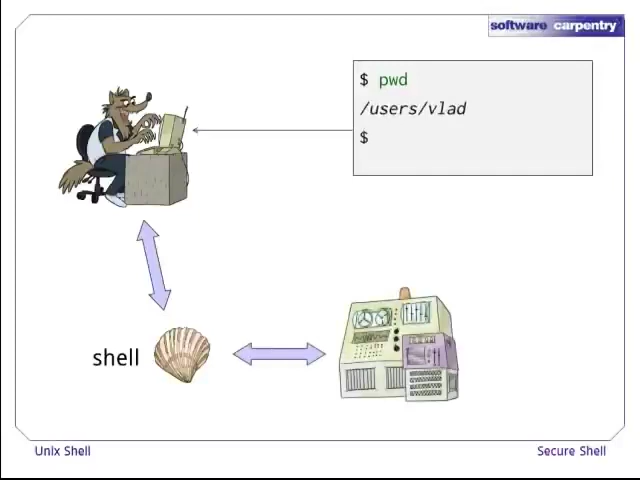 software carpentry
$ pwd
/users/vlad
$
shell
Unix Shell
Secure Shell